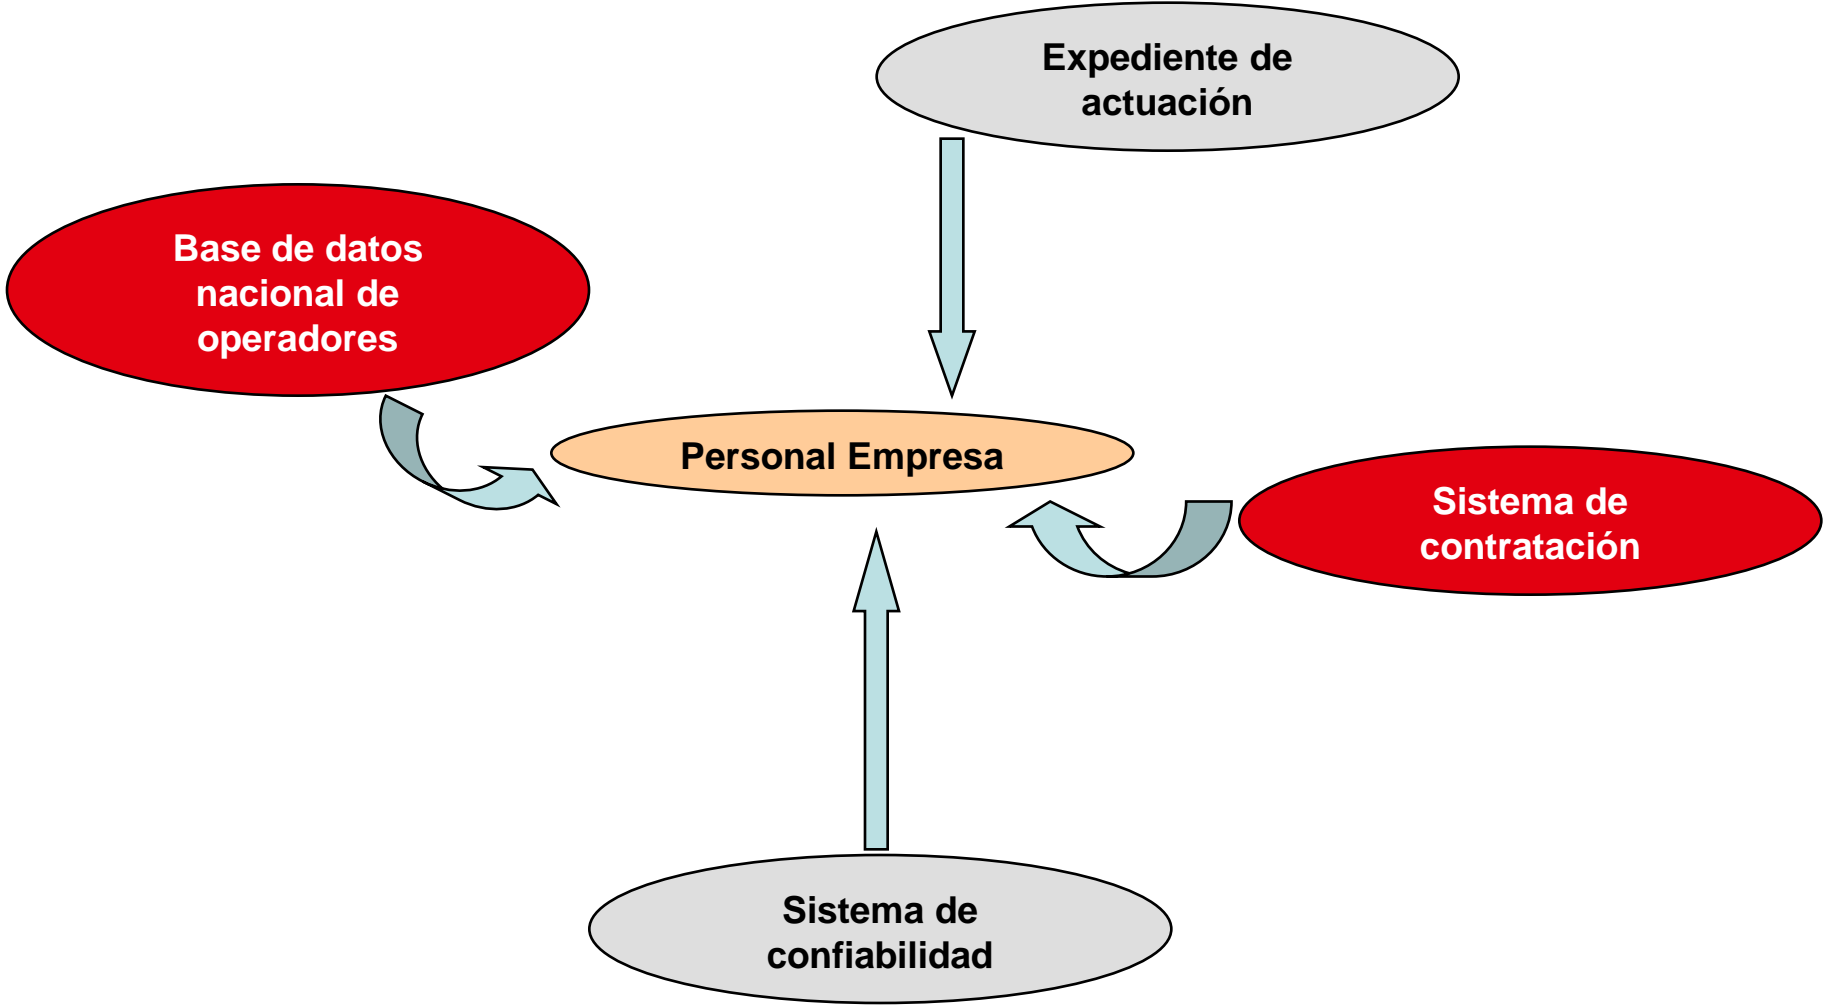 Expediente de
actuación
Base de datos
nacional de
operadores
Personal Empresa
Sistema de
contratación
Sistema de
confiabilidad